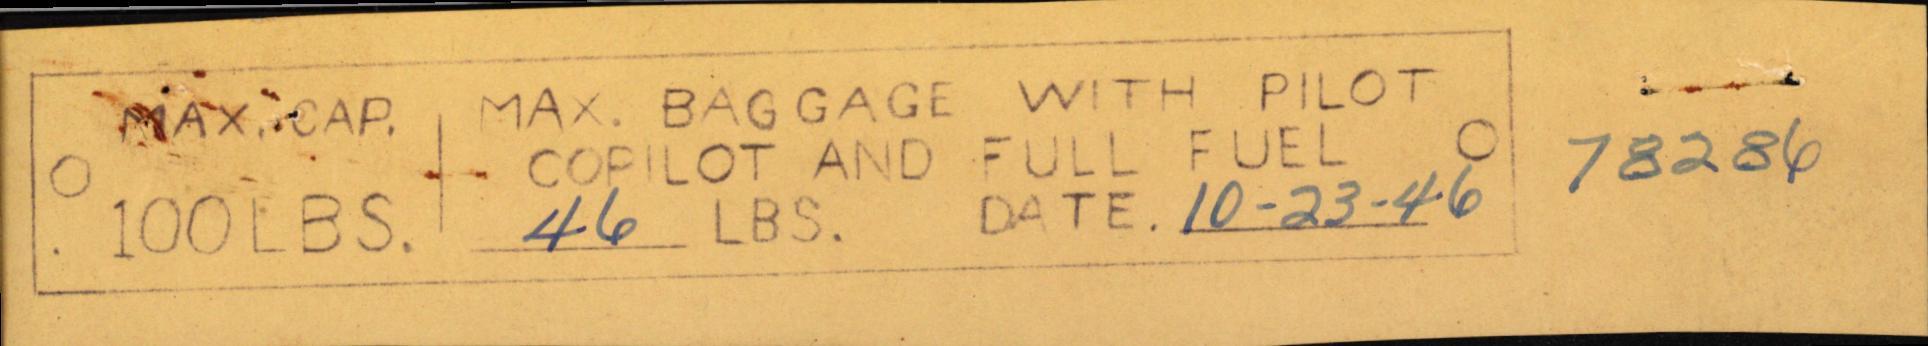 MAX. CAP.
100 LBS.
MAX. BAGGAGE WITH PILOT
COPILOT AND FULL FUEL
46 LBS. DATE. 10-23-46
78286